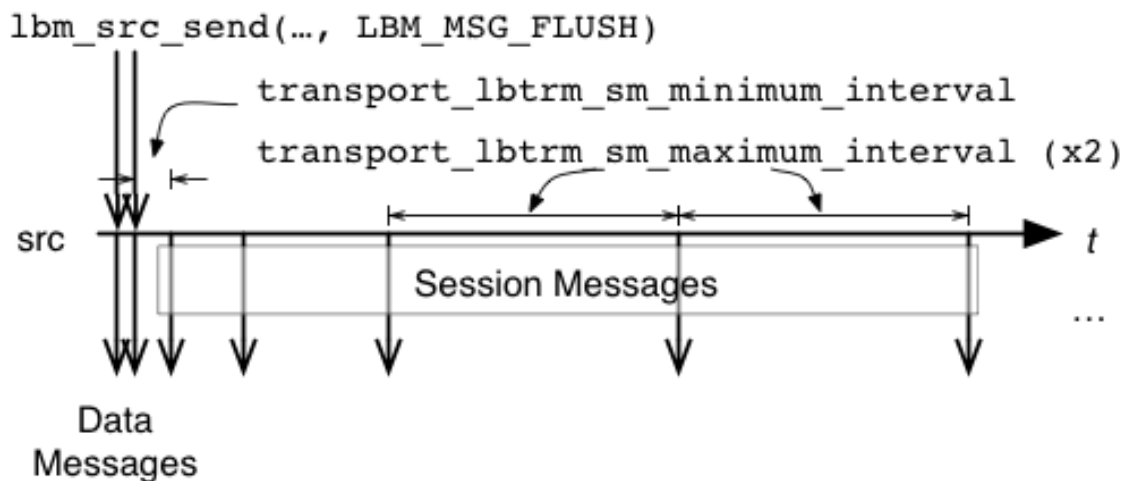 lbm_src_send(…, LBM_MSG_FLUSH)
transport_lbtrm_sm_minimum_interval
transport_lbtrm_sm_maximum_interval (x2)
src
t
Session Messages
…
Data
Messages